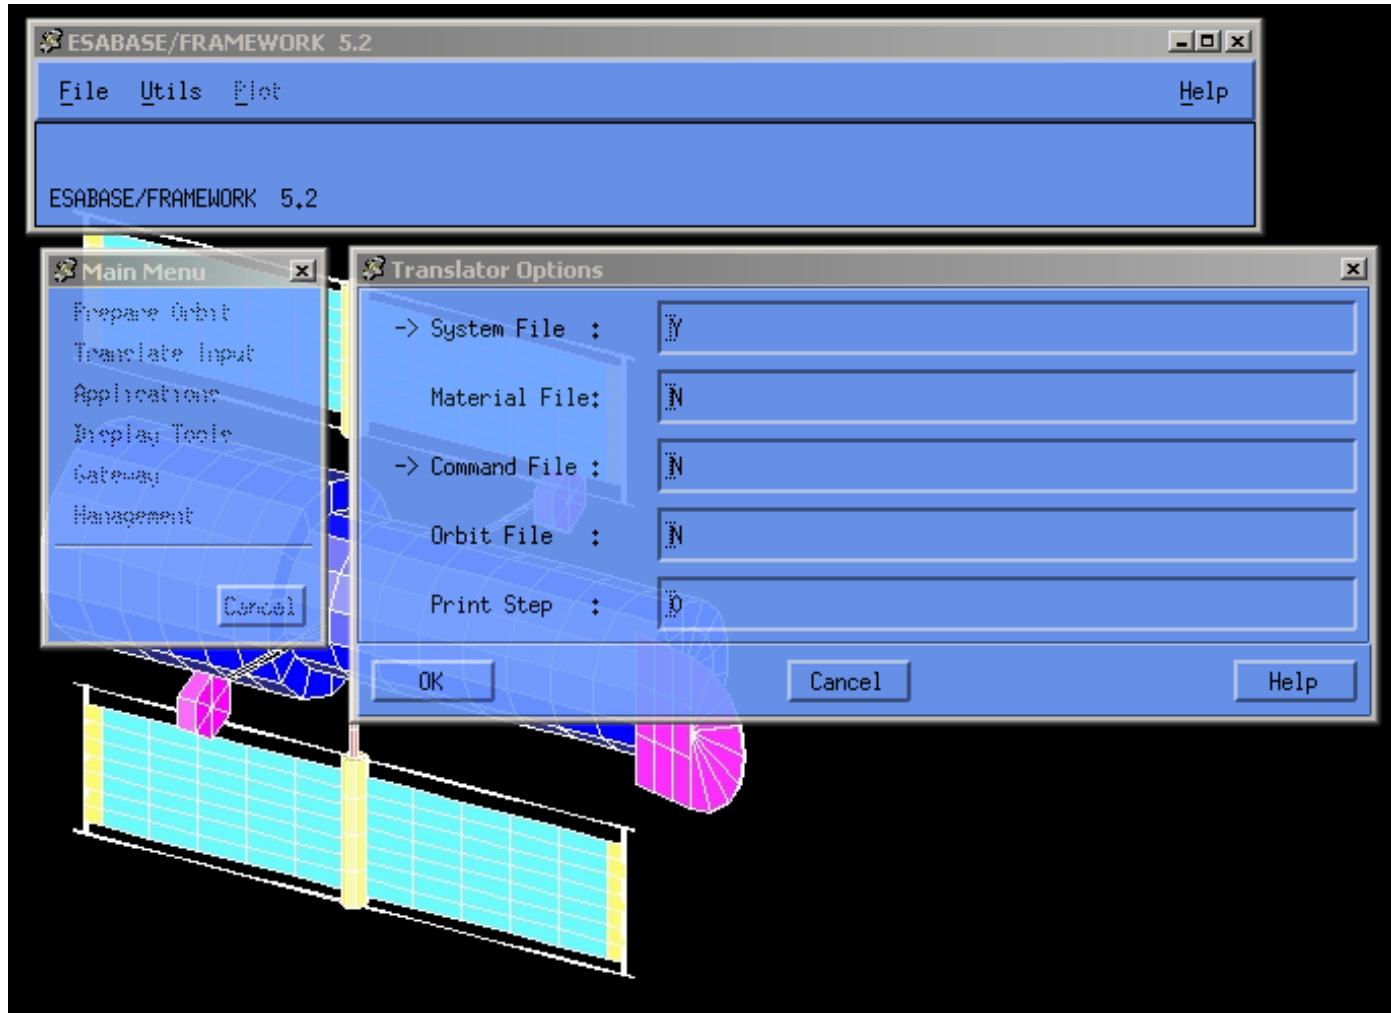 ESABASE/FRAMEWORK 5.2
File Utils Plot Help
ESABASE/FRAMEWORK 5.2
Main Menu
Prepare Orbit
Translate Input
Applications
Display Tools
Gateway
Management
Cancel
Translator Options
-> System File : Y
Material File: N
-> Command File : N
Orbit File : N
Print Step : 0
OK Cancel Help